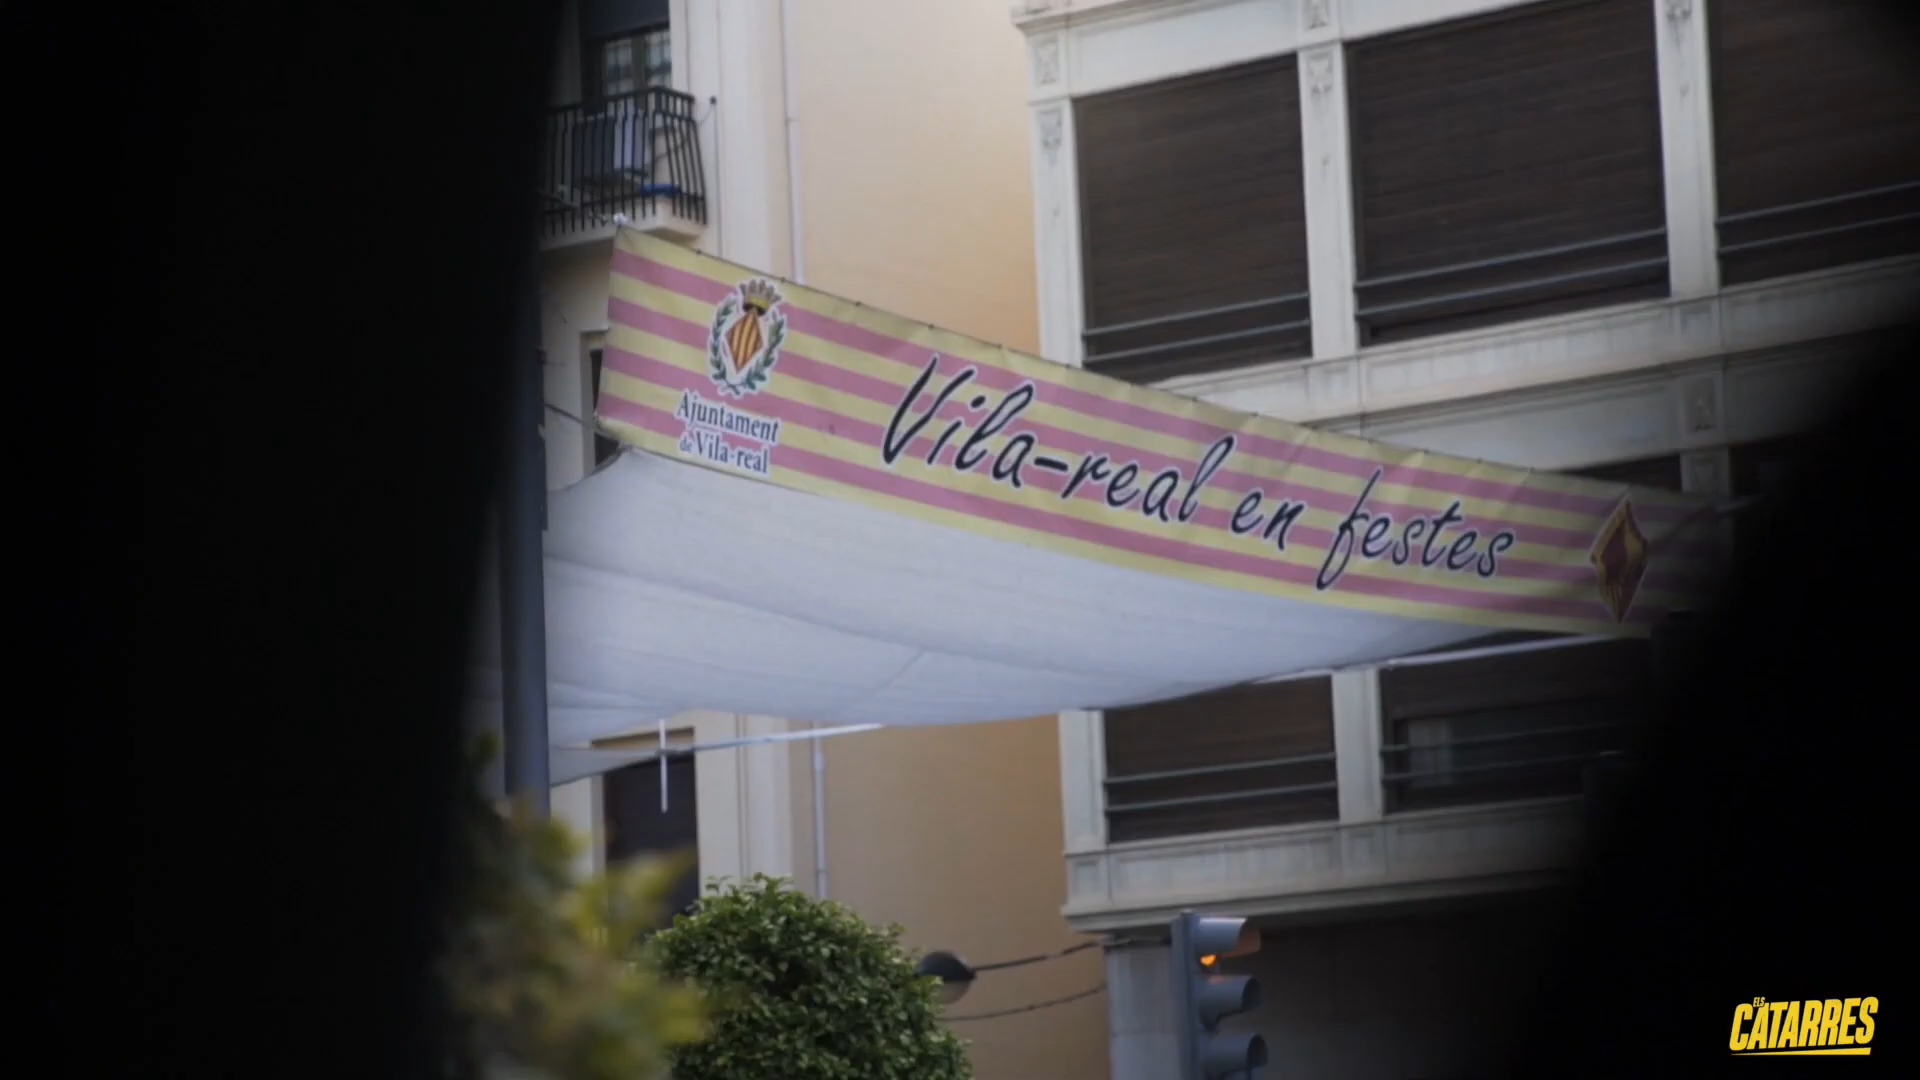 Ajuntament
de Vila-real
Vila-real en festes
ELS
CATARRES